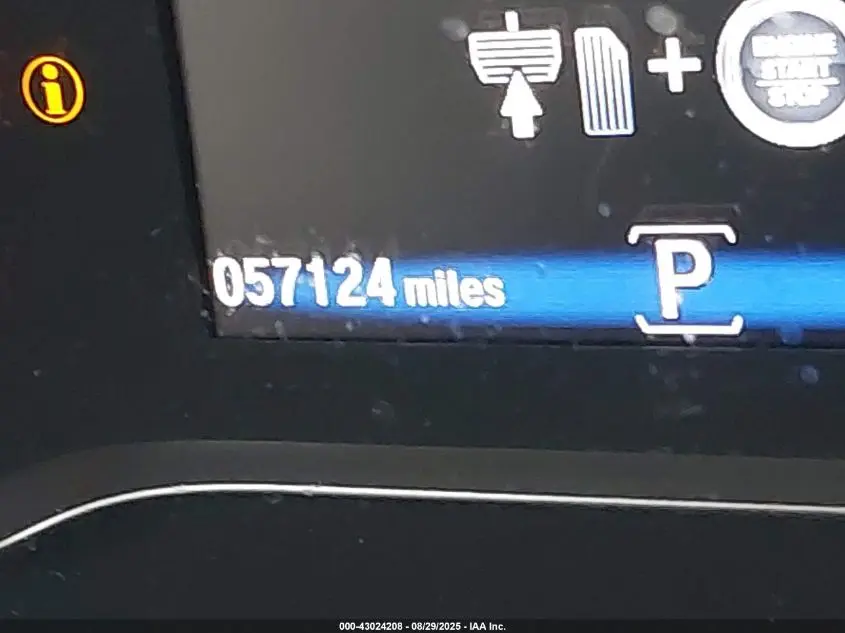 ENGINE
START
STOP
057124 miles
P
000-43024208 - 08/29/2025 - IAA Inc.